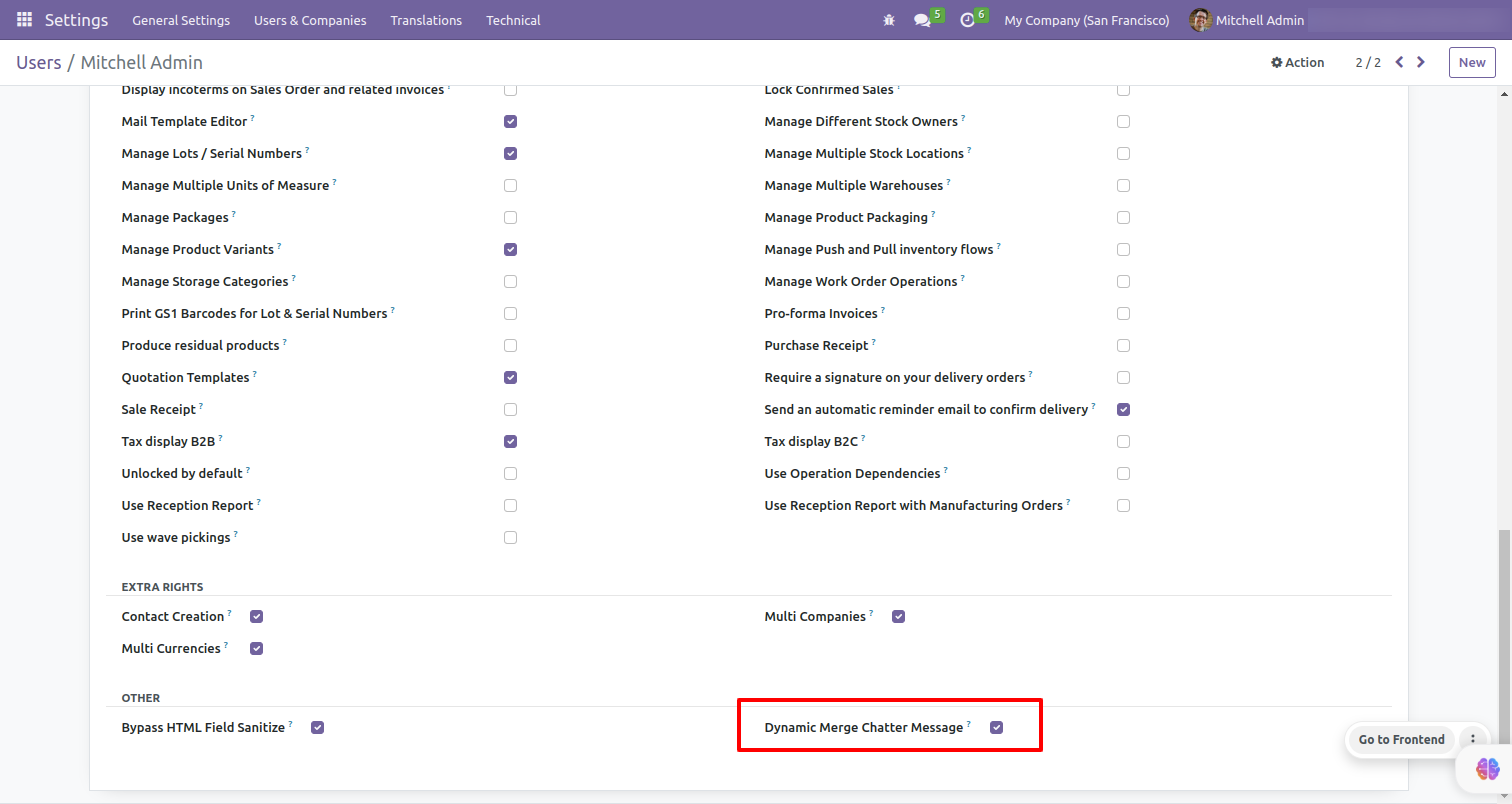 Settings General Settings Users & Companies Translations Technical 5 6 My Company (San Francisco) Mitchell Admin
Users / Mitchell Admin Action 2 / 2 New
Display incoterms on Sales Order and related invoices ? Lock Confirmed Sales ?
Mail Template Editor ? Manage Different Stock Owners ?
Manage Lots / Serial Numbers ? Manage Multiple Stock Locations ?
Manage Multiple Units of Measure ? Manage Multiple Warehouses ?
Manage Packages ? Manage Product Packaging ?
Manage Product Variants ? Manage Push and Pull inventory flows ?
Manage Storage Categories ? Manage Work Order Operations ?
Print GS1 Barcodes for Lot & Serial Numbers ? Pro-forma Invoices ?
Produce residual products ? Purchase Receipt ?
Quotation Templates ? Require a signature on your delivery orders ?
Sale Receipt ? Send an automatic reminder email to confirm delivery ?
Tax display B2B ? Tax display B2C ?
Unlocked by default ? Use Operation Dependencies ?
Use Reception Report ? Use Reception Report with Manufacturing Orders ?
Use wave pickings ?
EXTRA RIGHTS
Contact Creation ? Multi Companies ?
Multi Currencies ?
OTHER
Bypass HTML Field Sanitize ? Dynamic Merge Chatter Message ?
Go to Frontend